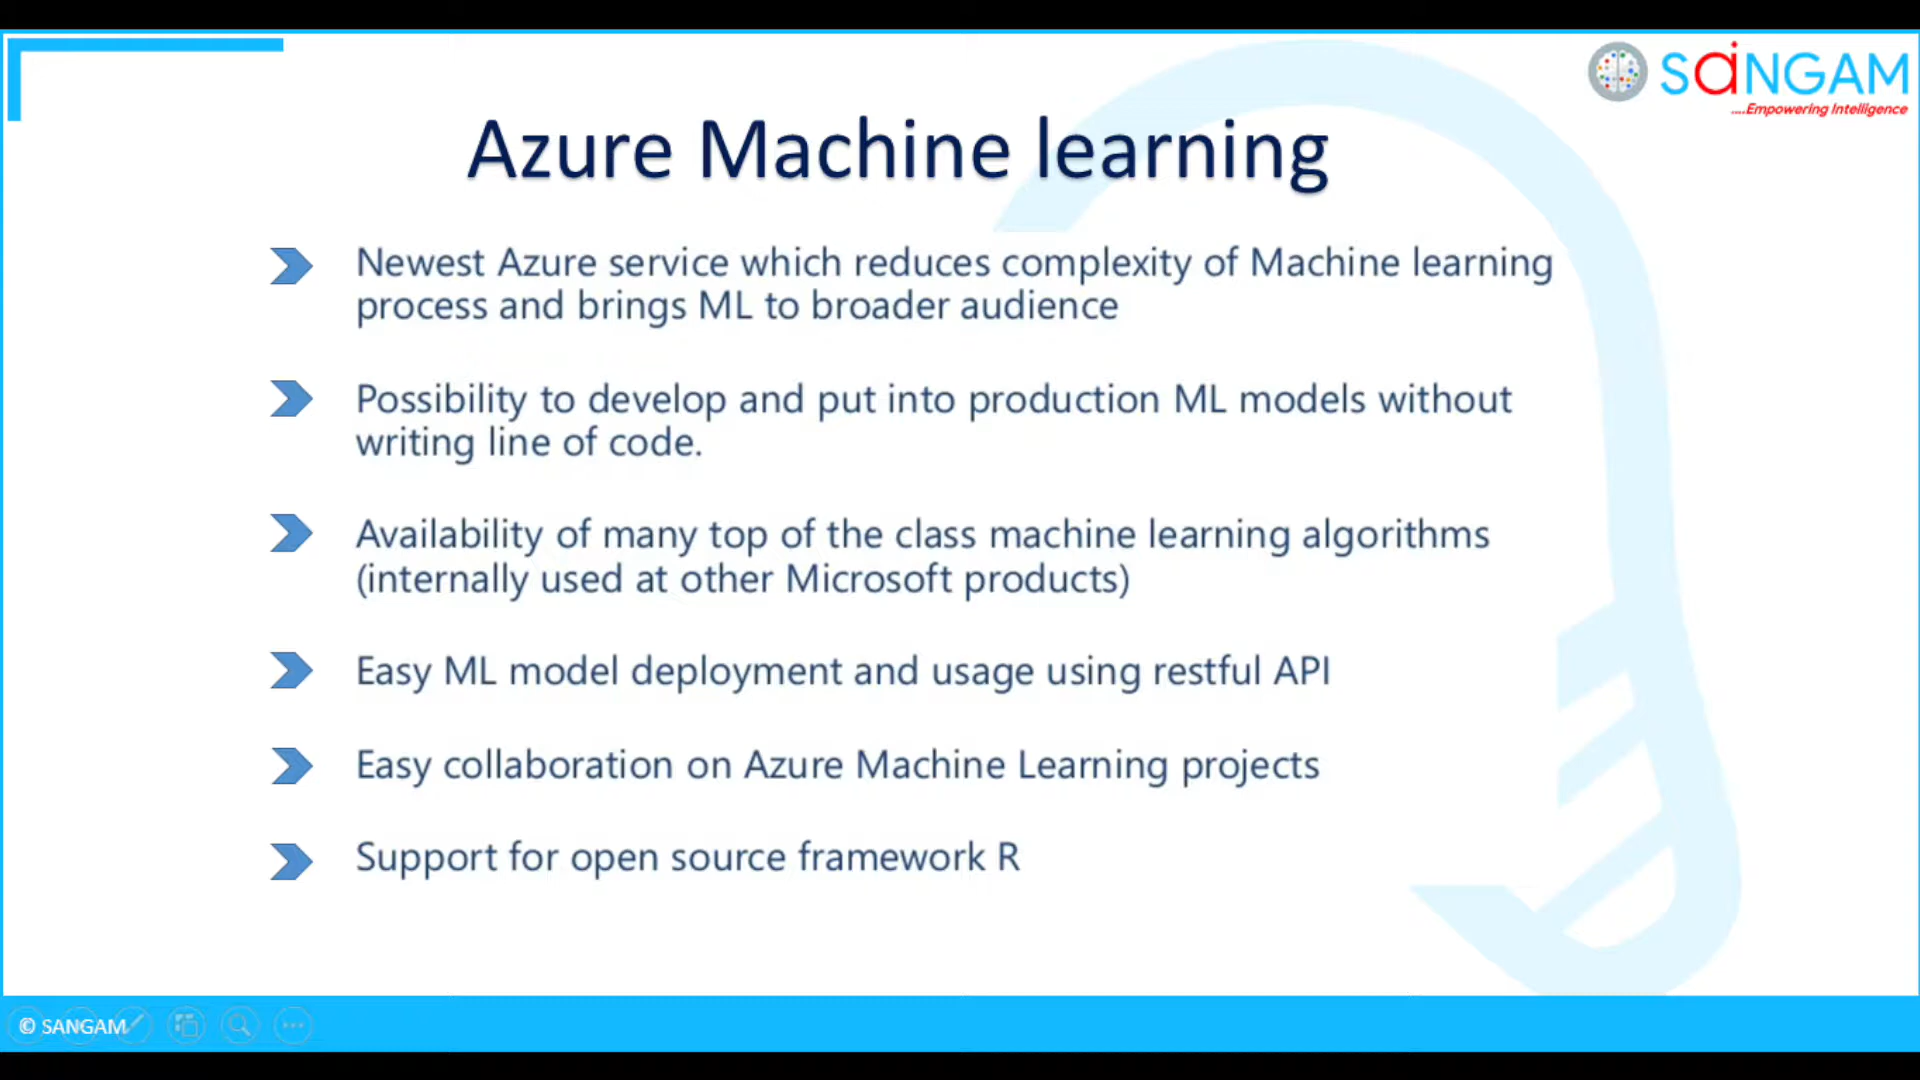 SaiNGAM
....Empowering Intelligence
Azure Machine learning
Newest Azure service which reduces complexity of Machine learning
process and brings ML to broader audience
Possibility to develop and put into production ML models without
writing line of code.
Availability of many top of the class machine learning algorithms
(internally used at other Microsoft products)
Easy ML model deployment and usage using restful API
Easy collaboration on Azure Machine Learning projects
Support for open source framework R
© SANGAM